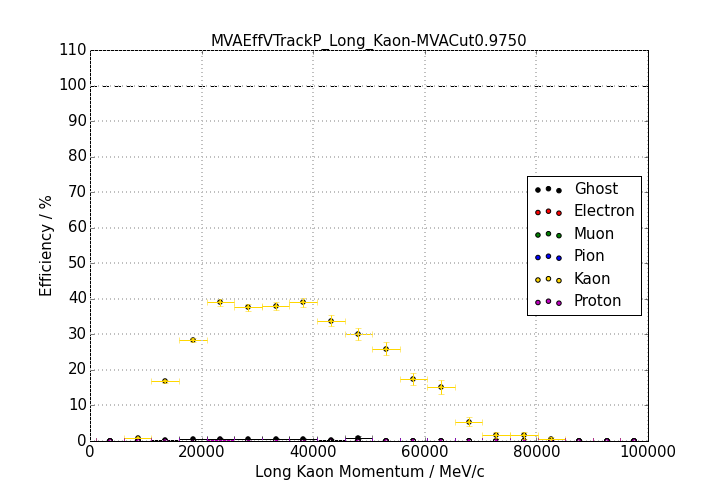 MVAEffVTrackP_Long_Kaon-MVACut0.9750
110
100
90
80
70
60
50
40
30
20
10
0
Efficiency / %
Ghost
Electron
Muon
Pion
Kaon
Proton
0 20000 40000 60000 80000 100000
Long Kaon Momentum / MeV/c